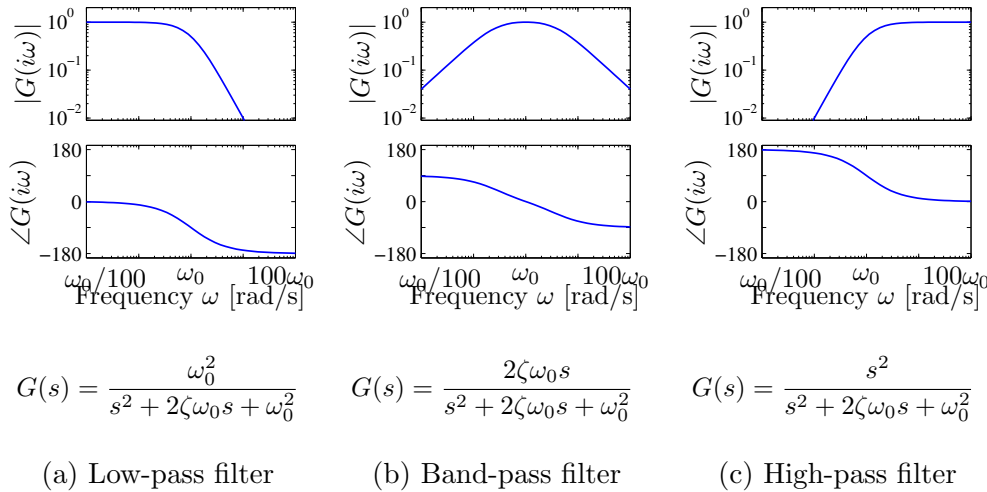 |G(iω)|
10^0
10^-1
10^-2
∠G(iω)
180
0
−180
ω0/100
ω0
100ω0
Frequency ω [rad/s]
G(s) = ω0^2 / (s^2 + 2ζω0s + ω0^2)
(a) Low-pass filter
|G(iω)|
10^0
10^-1
10^-2
∠G(iω)
180
0
−180
ω0/100
ω0
100ω0
Frequency ω [rad/s]
G(s) = 2ζω0s / (s^2 + 2ζω0s + ω0^2)
(b) Band-pass filter
|G(iω)|
10^0
10^-1
10^-2
∠G(iω)
180
0
−180
ω0/100
ω0
100ω0
Frequency ω [rad/s]
G(s) = s^2 / (s^2 + 2ζω0s + ω0^2)
(c) High-pass filter